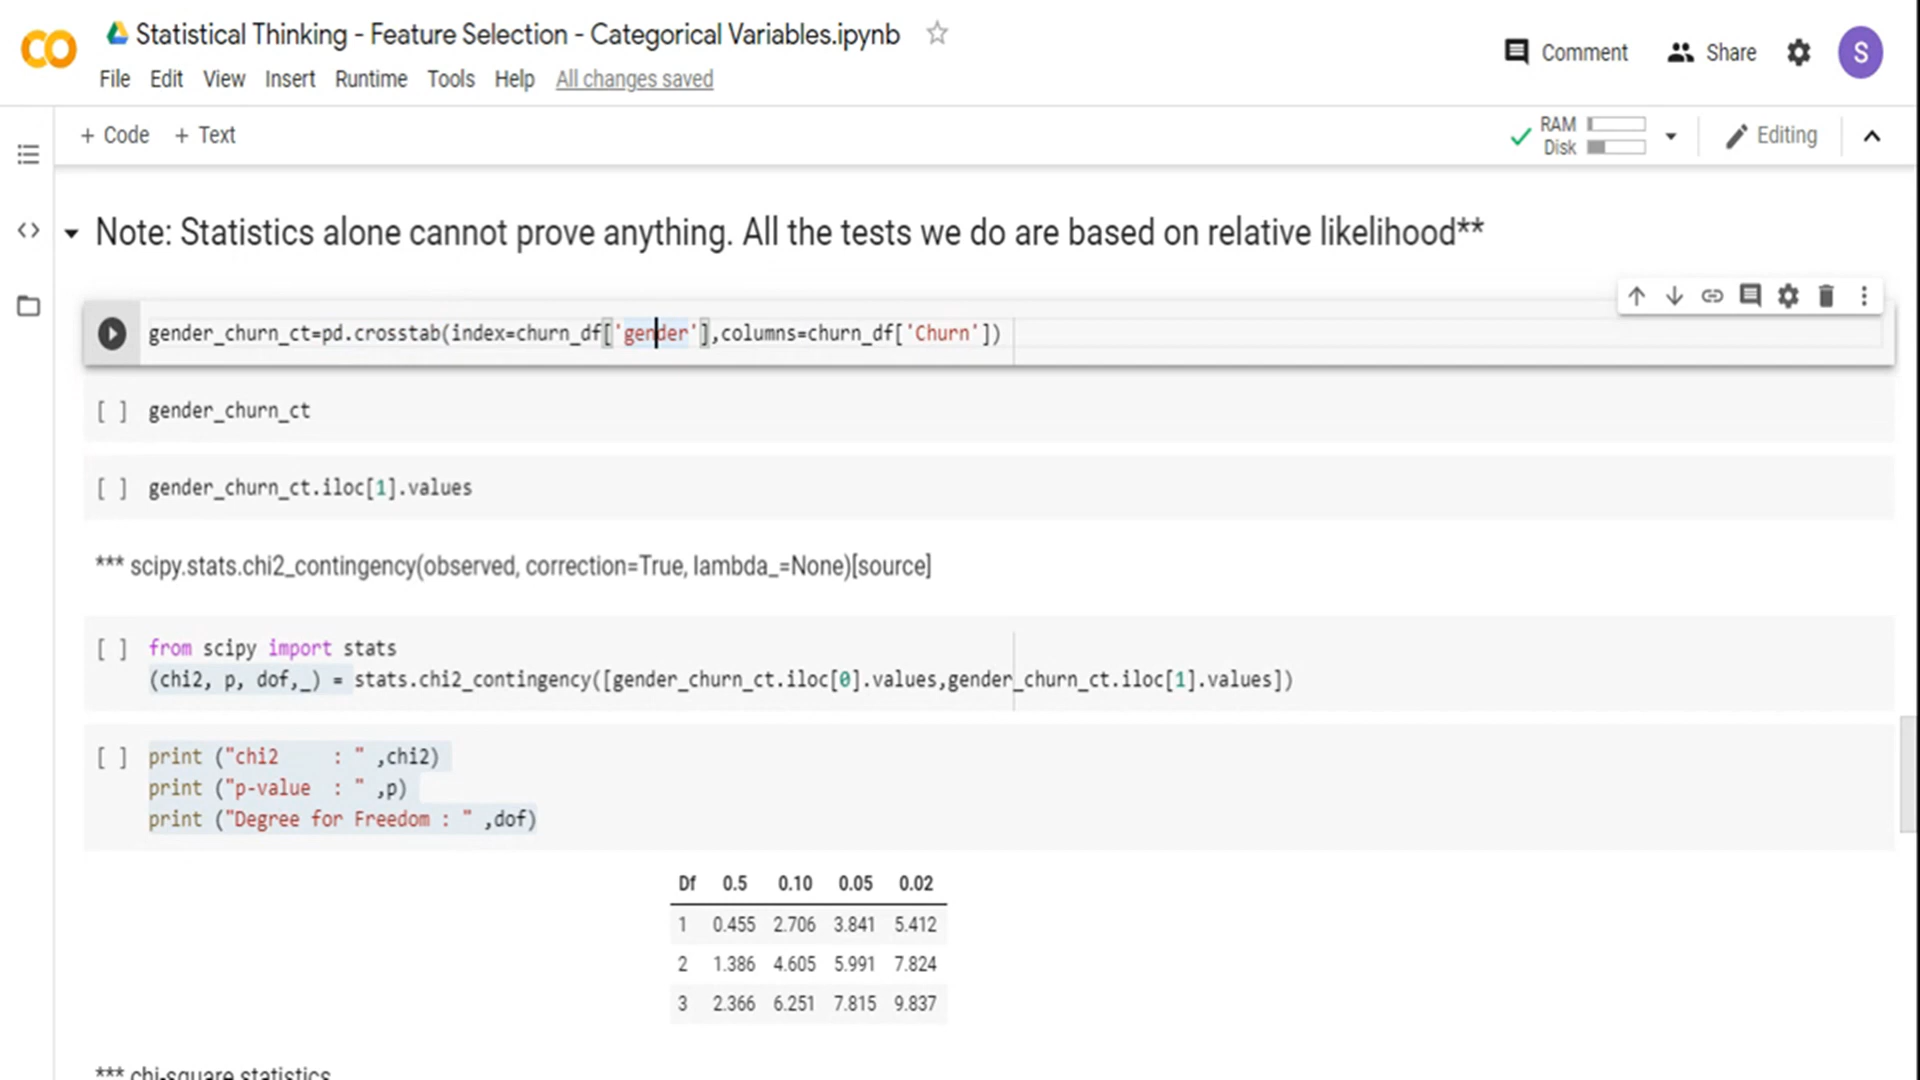 Statistical Thinking - Feature Selection - Categorical Variables.ipynb
File Edit View Insert Runtime Tools Help All changes saved
Comment Share S
+ Code + Text
RAM
Disk
Editing
Note: Statistics alone cannot prove anything. All the tests we do are based on relative likelihood**
gender_churn_ct=pd.crosstab(index=churn_df['gender'],columns=churn_df['Churn'])
[ ] gender_churn_ct
[ ] gender_churn_ct.iloc[1].values
*** scipy.stats.chi2_contingency(observed, correction=True, lambda_=None)[source]
[ ] from scipy import stats
(chi2, p, dof,_) = stats.chi2_contingency([gender_churn_ct.iloc[0].values,gender_churn_ct.iloc[1].values])
[ ] print ("chi2 : " ,chi2)
print ("p-value : " ,p)
print ("Degree for Freedom : " ,dof)
Df 0.5 0.10 0.05 0.02
1 0.455 2.706 3.841 5.412
2 1.386 4.605 5.991 7.824
3 2.366 6.251 7.815 9.837
*** chi-square statistics